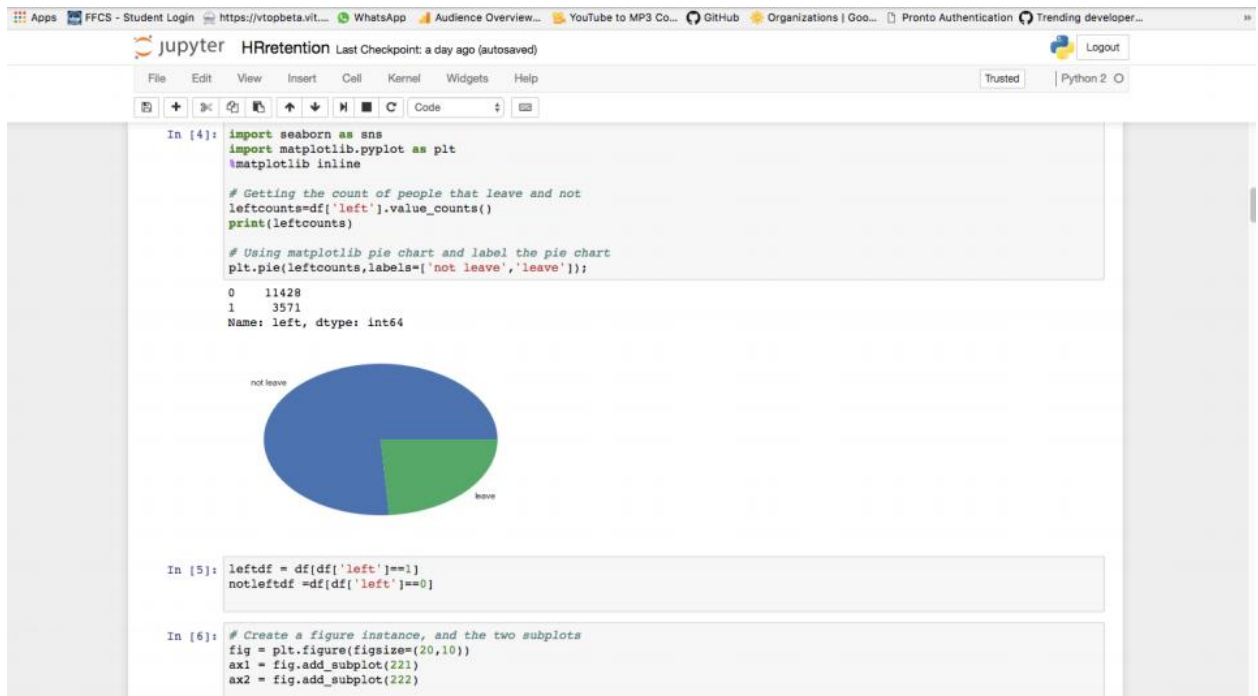 Apps FFCS - Student Login https://vtopbeta.vit.... WhatsApp Audience Overview... YouTube to MP3 Co... GitHub Organizations | Goo... Pronto Authentication Trending developer... »
jupyter HRretention Last Checkpoint: a day ago (autosaved) Logout
File Edit View Insert Cell Kernel Widgets Help Trusted | Python 2
Code
In [4]: import seaborn as sns
import matplotlib.pyplot as plt
%matplotlib inline
# Getting the count of people that leave and not
leftcounts=df['left'].value_counts()
print(leftcounts)
# Using matplotlib pie chart and label the pie chart
plt.pie(leftcounts,labels=['not leave','leave']);
0 11428
1 3571
Name: left, dtype: int64
not leave
leave
In [5]: leftdf = df[df['left']==1]
notleftdf =df[df['left']==0]
In [6]: # Create a figure instance, and the two subplots
fig = plt.figure(figsize=(20,10))
ax1 = fig.add_subplot(221)
ax2 = fig.add_subplot(222)